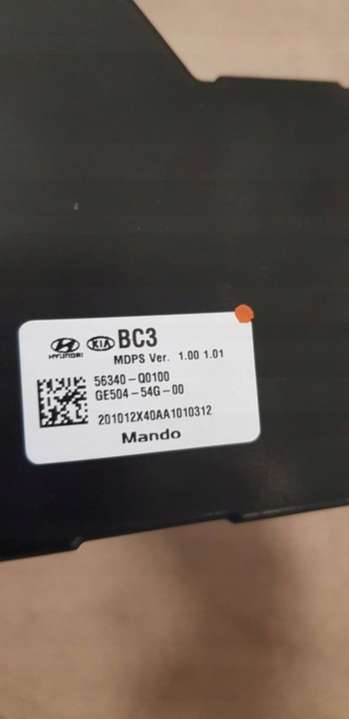 HYUNDAI KIA BC3
MDPS Ver. 1.00 1.01
56340-Q0100
GE504-54G-00
201012X40AA1010312
Mando